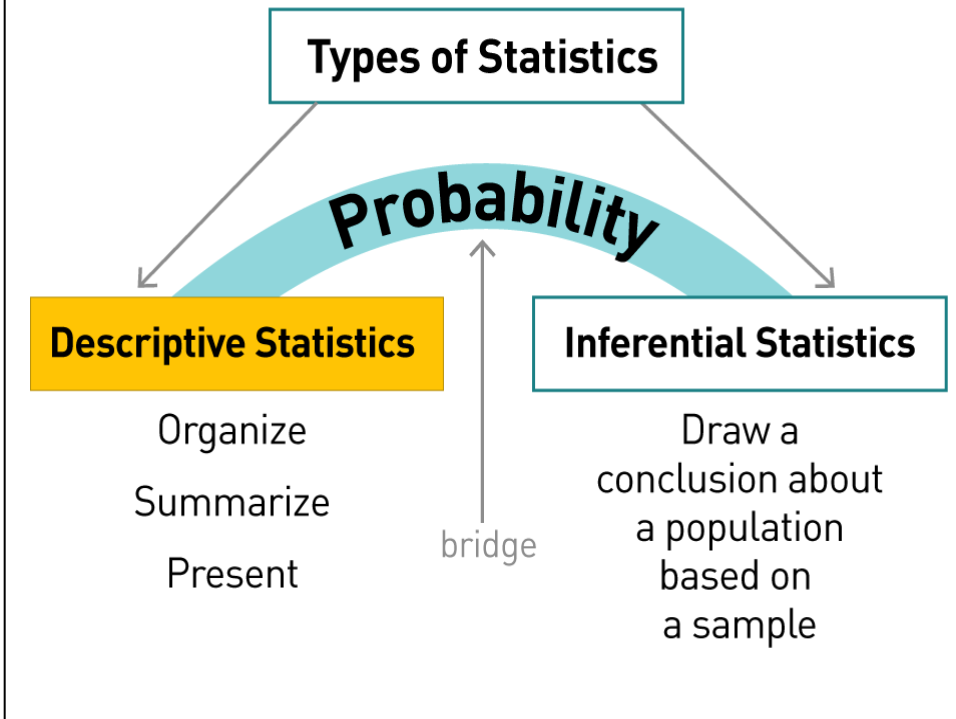 Types of Statistics
Probability
Descriptive Statistics
Organize
Summarize
Present
bridge
Inferential Statistics
Draw a
conclusion about
a population
based on
a sample